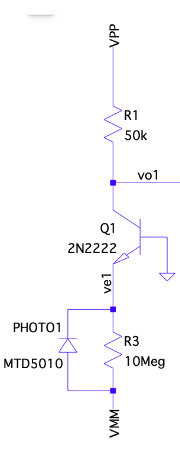 VPP
R1
50k
vo1
Q1
2N2222
ve1
PHOTO1
R3
MTD5010
10Meg
VMM